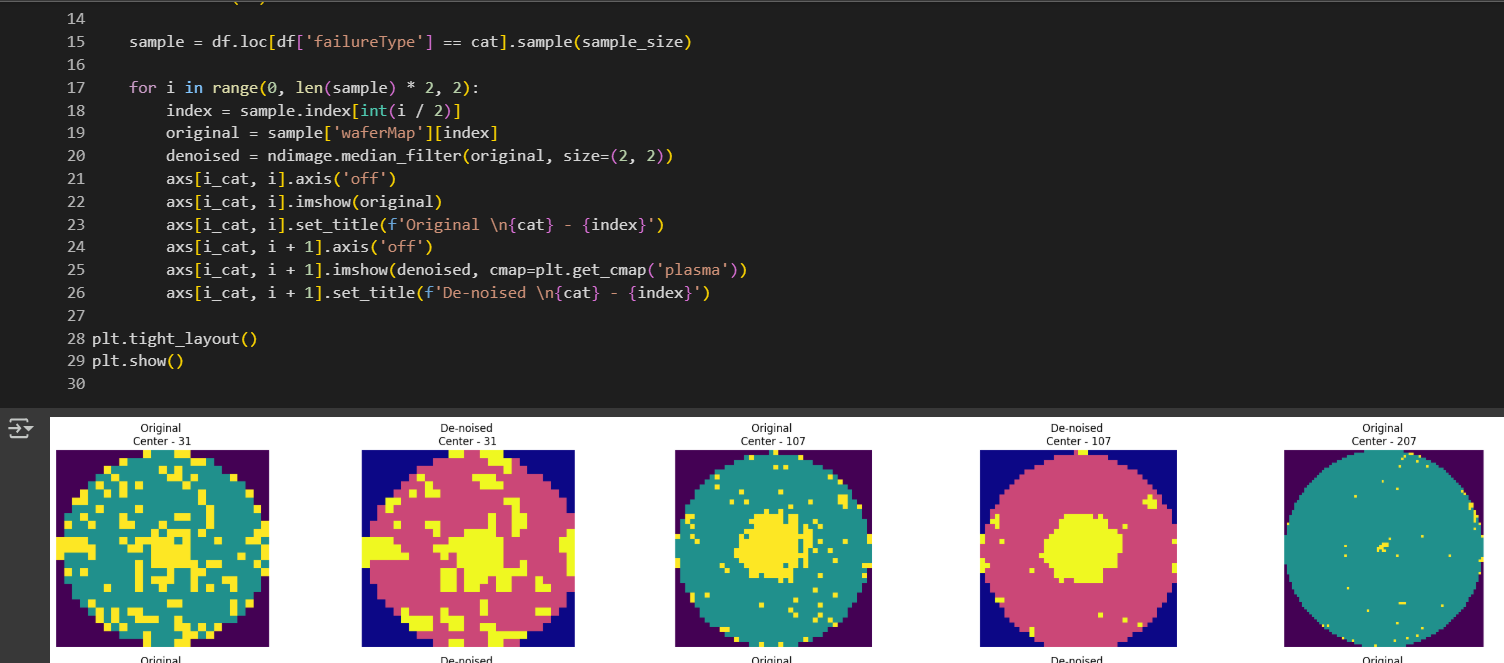 14
15 sample = df.loc[df['failureType'] == cat].sample(sample_size)
16
17 for i in range(0, len(sample) * 2, 2):
18 index = sample.index[int(i / 2)]
19 original = sample['waferMap'][index]
20 denoised = ndimage.median_filter(original, size=(2, 2))
21 axs[i_cat, i].axis('off')
22 axs[i_cat, i].imshow(original)
23 axs[i_cat, i].set_title(f'Original \n{cat} - {index}')
24 axs[i_cat, i + 1].axis('off')
25 axs[i_cat, i + 1].imshow(denoised, cmap=plt.get_cmap('plasma'))
26 axs[i_cat, i + 1].set_title(f'De-noised \n{cat} - {index}')
27
28 plt.tight_layout()
29 plt.show()
30
Original
Center - 31
De-noised
Center - 31
Original
Center - 107
De-noised
Center - 107
Original
Center - 207
Original
De-noised
Original
De-noised
Original